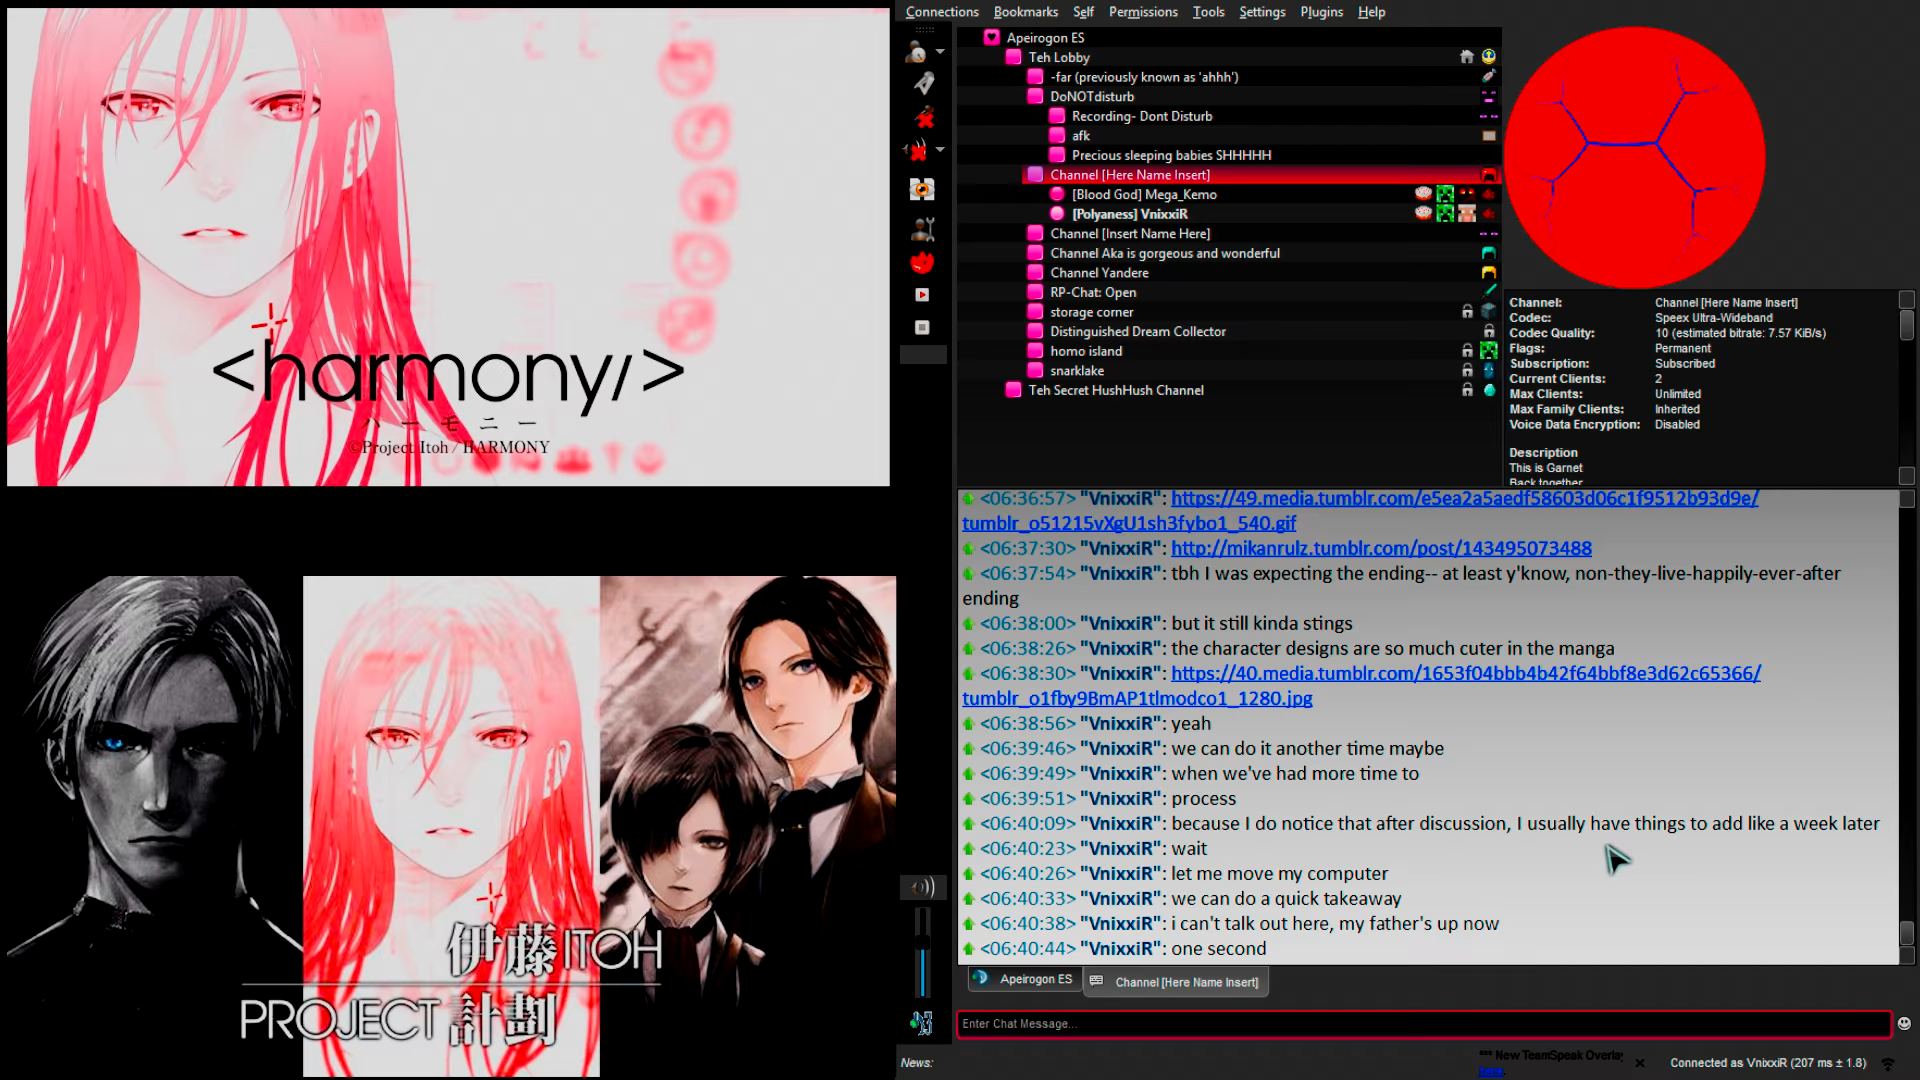 <harmony/>
ハーモニー
©Project Itoh / HARMONY
伊藤 ITOH
PROJECT 計劃
Connections Bookmarks Self Permissions Tools Settings Plugins Help
Apeirogon ES
Teh Lobby
-far (previously known as 'ahhh')
DoNOTdisturb
Recording- Dont Disturb
afk
Precious sleeping babies SHHHHH
Channel [Here Name Insert]
[Blood God] Mega_Kemo
[Polyaness] VnixxiR
Channel [Insert Name Here]
Channel Aka is gorgeous and wonderful
Channel Yandere
RP-Chat: Open
storage corner
Distinguished Dream Collector
homo island
snarklake
Teh Secret HushHush Channel
Channel: Channel [Here Name Insert]
Codec: Speex Ultra-Wideband
Codec Quality: 10 (estimated bitrate: 7.57 KiB/s)
Flags: Permanent
Subscription: Subscribed
Current Clients: 2
Max Clients: Unlimited
Max Family Clients: Inherited
Voice Data Encryption: Disabled
Description
This is Garnet
Back together
<06:36:57> "VnixxiR": https://49.media.tumblr.com/e5ea2a5aedf58603d06c1f9512b93d9e/
tumblr_o51215vXgU1sh3fybo1_540.gif
<06:37:30> "VnixxiR": http://mikanrulz.tumblr.com/post/143495073488
<06:37:54> "VnixxiR": tbh I was expecting the ending-- at least y'know, non-they-live-happily-ever-after
ending
<06:38:00> "VnixxiR": but it still kinda stings
<06:38:26> "VnixxiR": the character designs are so much cuter in the manga
<06:38:30> "VnixxiR": https://40.media.tumblr.com/1653f04bbb4b42f64bbf8e3d62c65366/
tumblr_o1fby9BmAP1tlmodco1_1280.jpg
<06:38:56> "VnixxiR": yeah
<06:39:46> "VnixxiR": we can do it another time maybe
<06:39:49> "VnixxiR": when we've had more time to
<06:39:51> "VnixxiR": process
<06:40:09> "VnixxiR": because I do notice that after discussion, I usually have things to add like a week later
<06:40:23> "VnixxiR": wait
<06:40:26> "VnixxiR": let me move my computer
<06:40:33> "VnixxiR": we can do a quick takeaway
<06:40:38> "VnixxiR": i can't talk out here, my father's up now
<06:40:44> "VnixxiR": one second
Apeirogon ES Channel [Here Name Insert]
Enter Chat Message...
News: *** New TeamSpeak Overlay Connected as VnixxiR (207 ms ± 1.8)